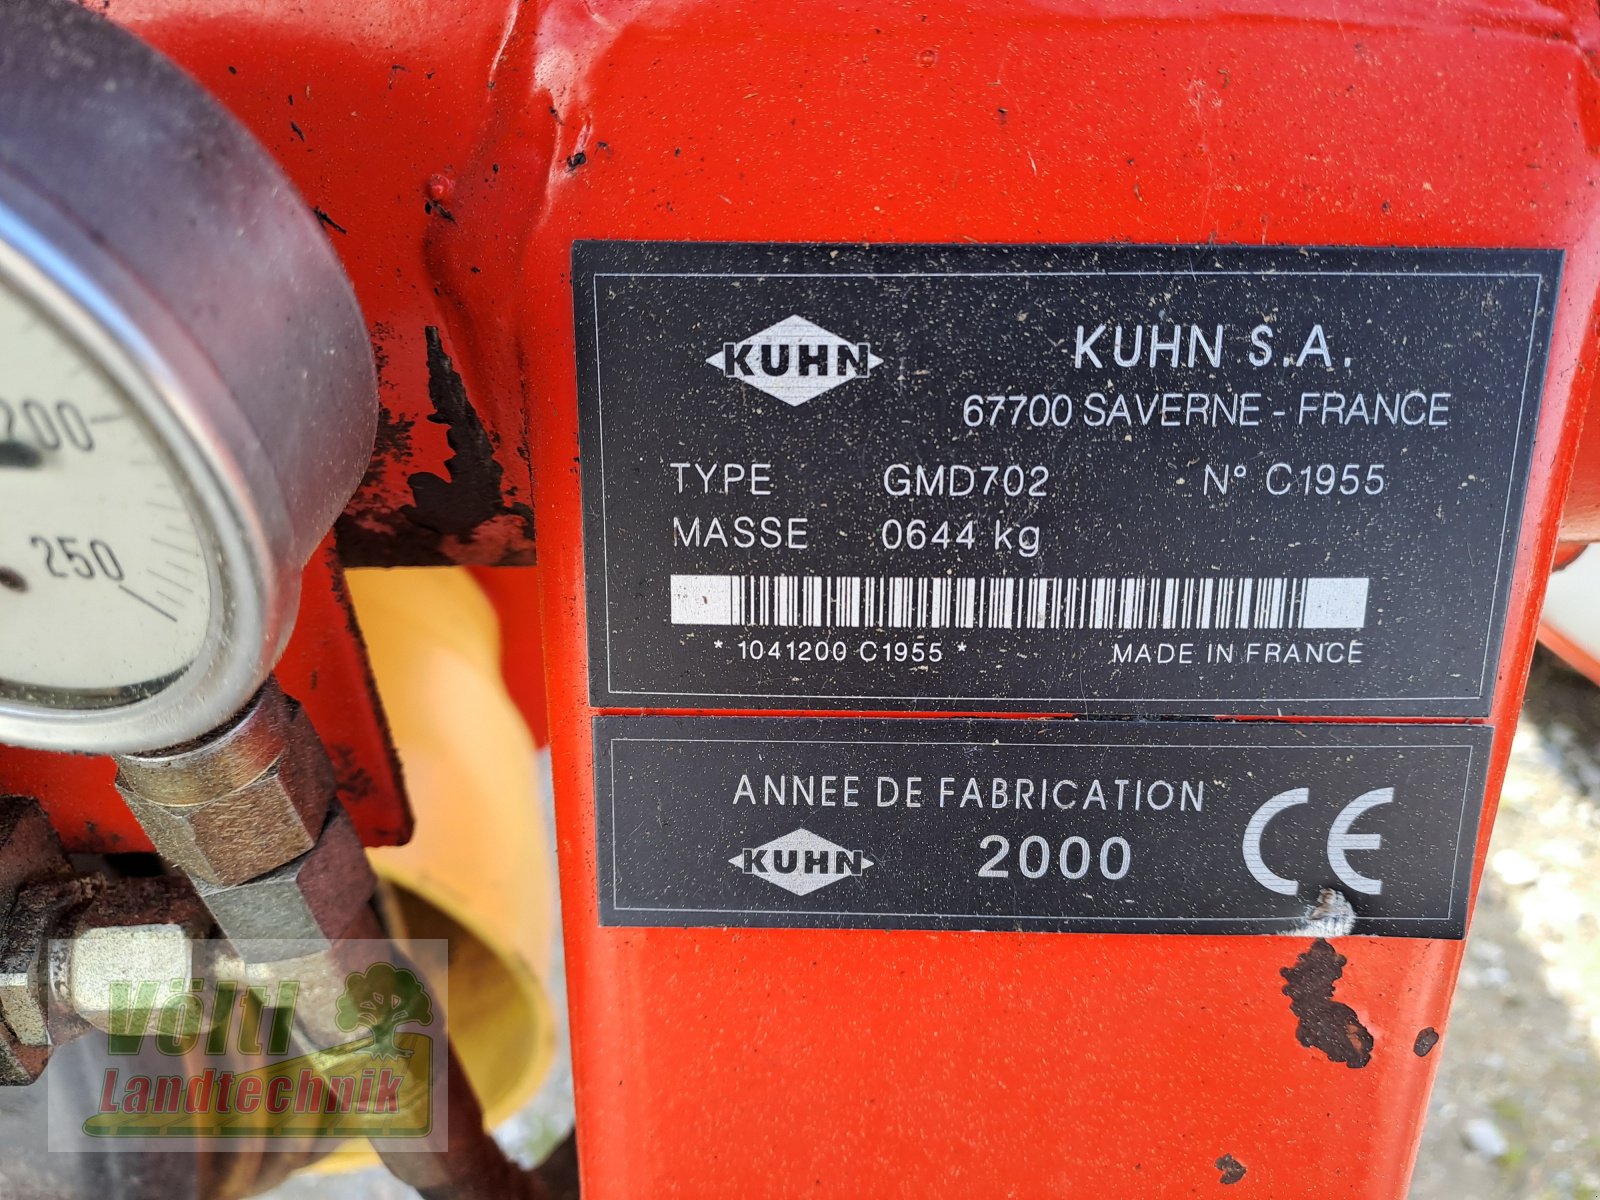 KUHN
KUHN S.A.
67700 SAVERNE - FRANCE
TYPE GMD702 N° C1955
MASSE 0644 kg
* 1041200 C1955 * MADE IN FRANCE
ANNEE DE FABRICATION
KUHN 2000 CE
200
250
Völtl
Landtechnik